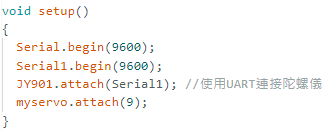 void setup()
{
  Serial.begin(9600);
  Serial1.begin(9600);
  JY901.attach(Serial1); //使用UART連接陀螺儀
  myservo.attach(9);
}